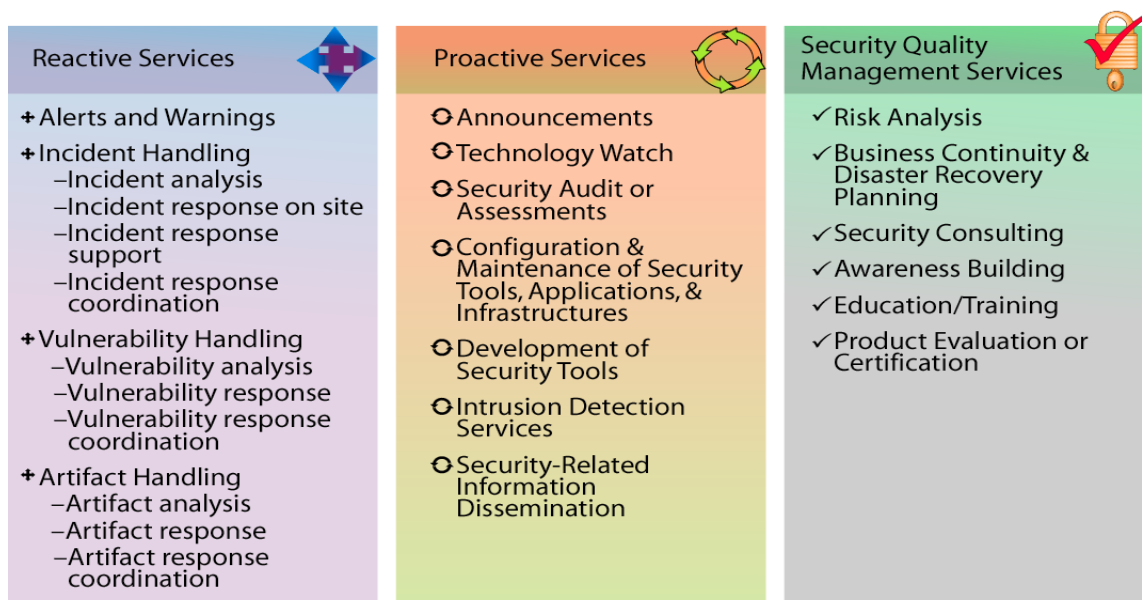 Reactive Services
+Alerts and Warnings
+Incident Handling
–Incident analysis
–Incident response on site
–Incident response
support
–Incident response
coordination
+Vulnerability Handling
–Vulnerability analysis
–Vulnerability response
–Vulnerability response
coordination
+Artifact Handling
–Artifact analysis
–Artifact response
–Artifact response
coordination
Proactive Services
Announcements
Technology Watch
Security Audit or
Assessments
Configuration &
Maintenance of Security
Tools, Applications, &
Infrastructures
Development of
Security Tools
Intrusion Detection
Services
Security-Related
Information
Dissemination
Security Quality
Management Services
✓Risk Analysis
✓Business Continuity &
Disaster Recovery
Planning
✓Security Consulting
✓Awareness Building
✓Education/Training
✓Product Evaluation or
Certification